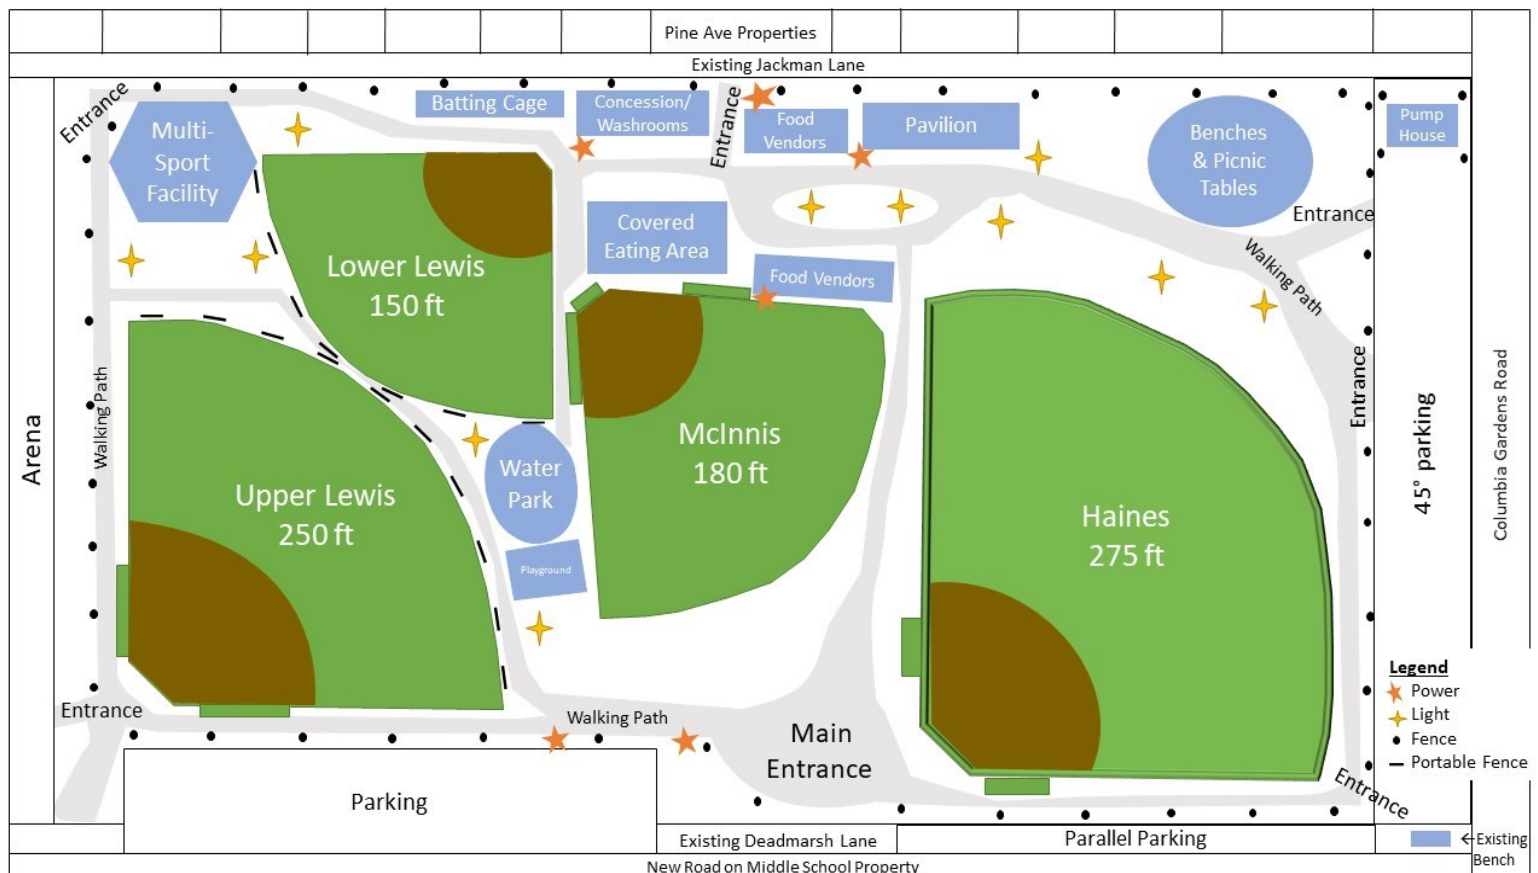 Pine Ave Properties
Existing Jackman Lane
Entrance
Multi-
Sport
Facility
Batting Cage
Concession/
Washrooms
Entrance
Food
Vendors
Pavilion
Benches
& Picnic
Tables
Pump
House
Entrance
Walking Path
Covered
Eating Area
Food Vendors
Lower Lewis
150 ft
McInnis
180 ft
Upper Lewis
250 ft
Water
Park
Playground
Haines
275 ft
Arena
Walking Path
Entrance
45° parking
Columbia Gardens Road
Entrance
Walking Path
Main
Entrance
Entrance
Parking
Legend
Power
Light
Fence
Portable Fence
Existing Deadmarsh Lane
Parallel Parking
←Existing
Bench
New Road on Middle School Property